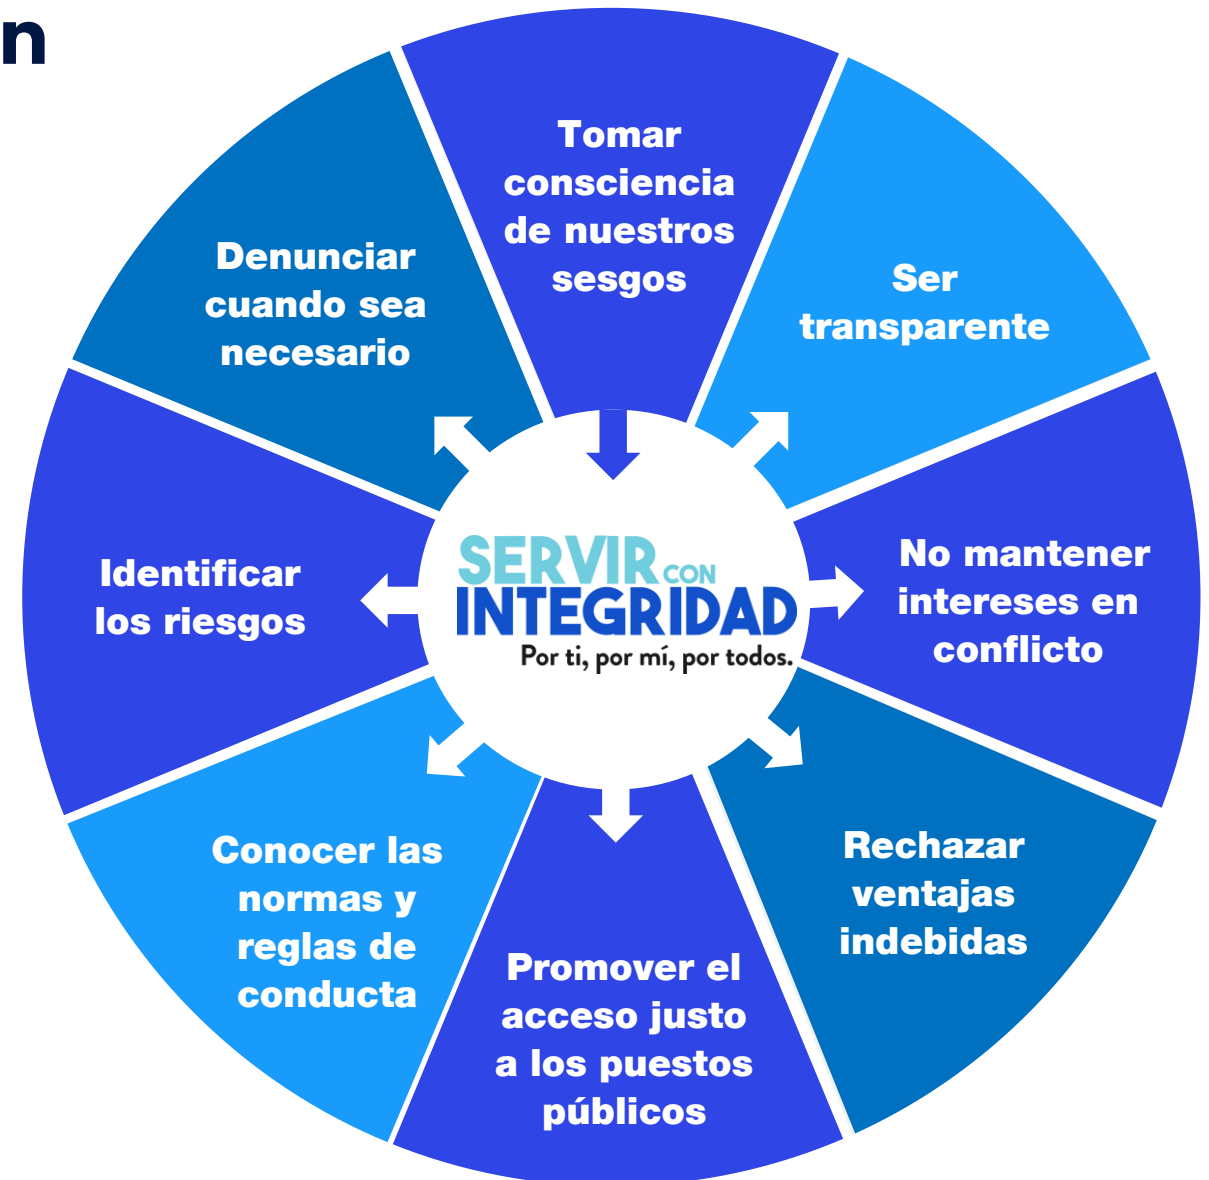 n
Tomar
consciencia
de nuestros
sesgos
Ser
transparente
No mantener
intereses en
conflicto
Rechazar
ventajas
indebidas
Promover el
acceso justo
a los puestos
públicos
Conocer las
normas y
reglas de
conducta
Identificar
los riesgos
Denunciar
cuando sea
necesario
SERVIR CON
INTEGRIDAD
Por ti, por mí, por todos.